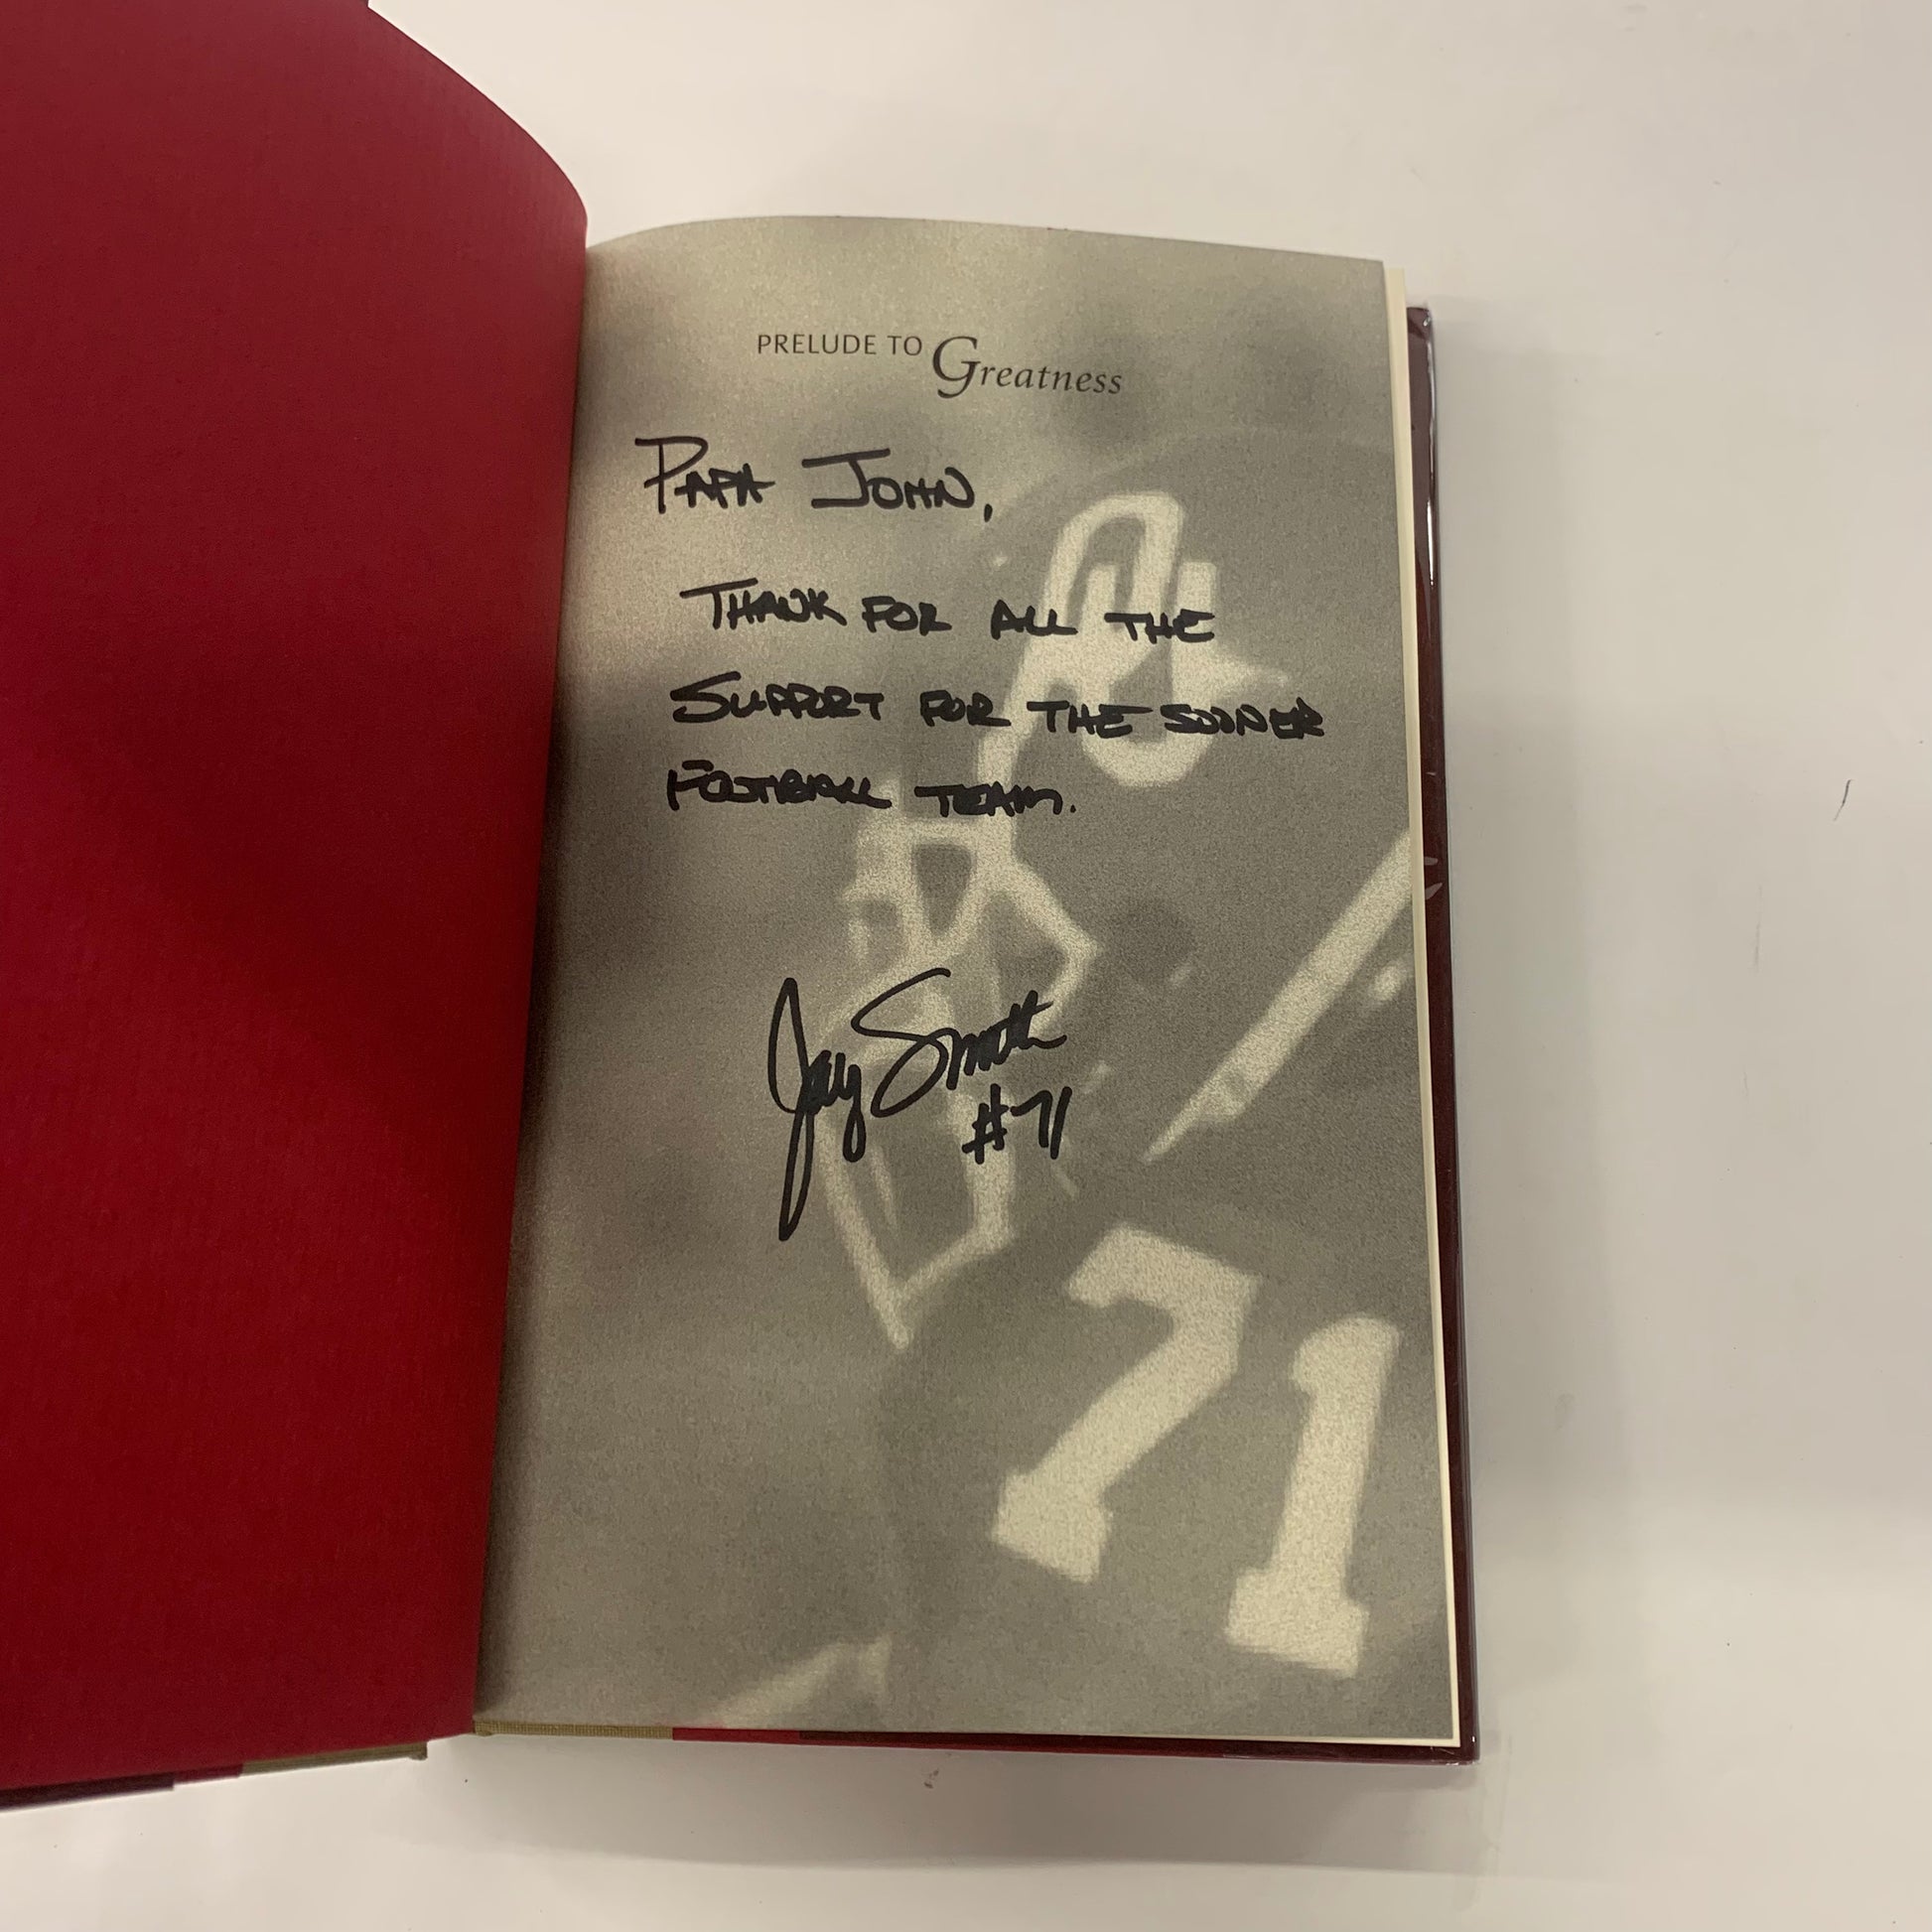 PRELUDE TO Greatness
PAPA JOHN,
THANK FOR ALL THE
SUPPORT FOR THE SOONER
FOOTBALL TEAM.
Jay Smith
#71
OU
71